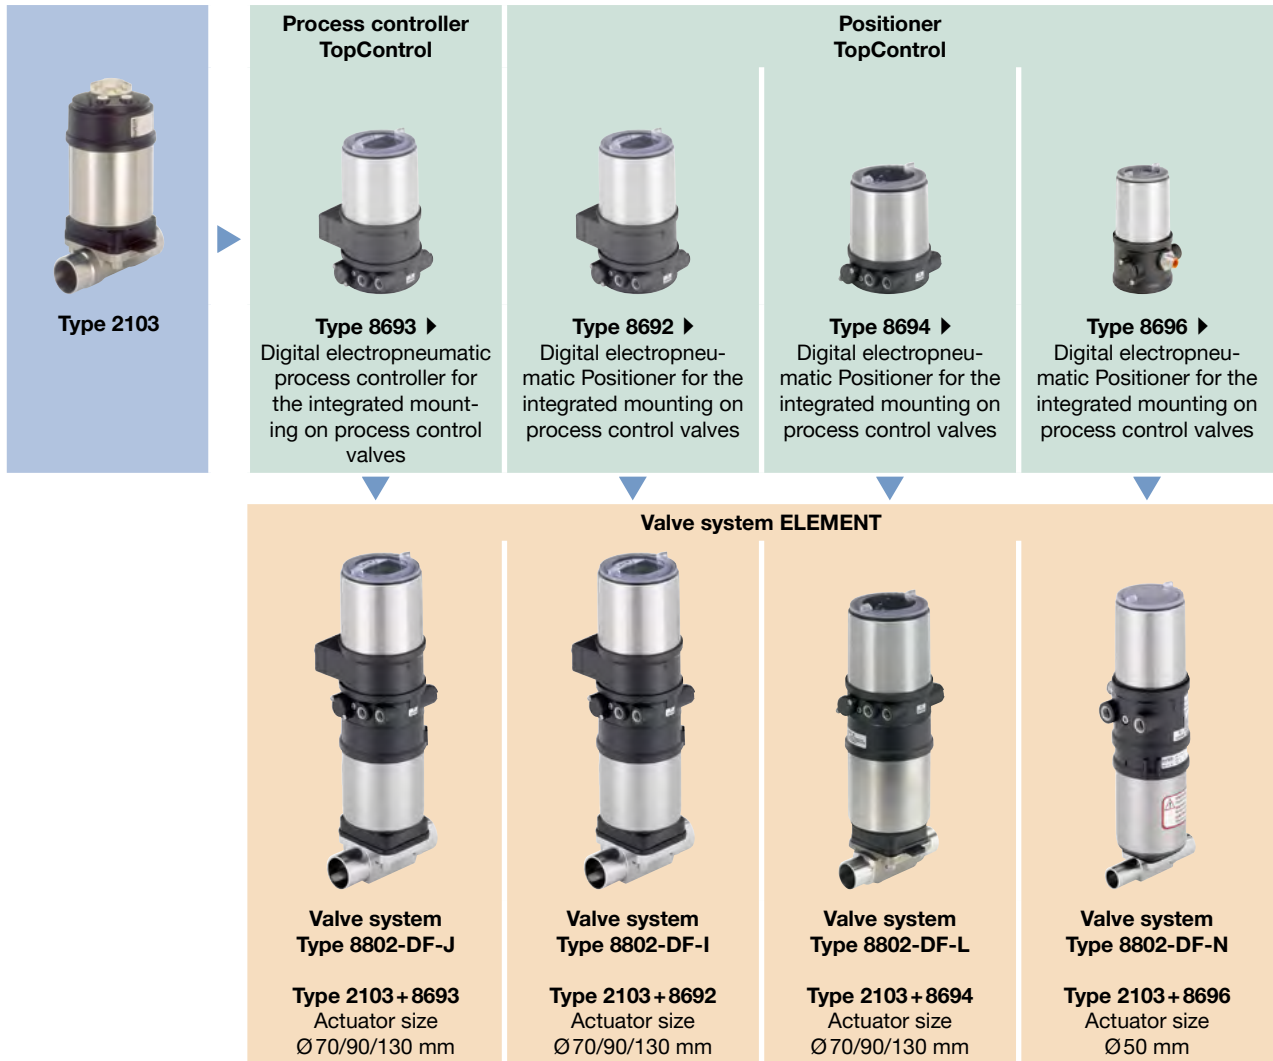 Process controller
TopControl
Positioner
TopControl
Type 2103
Type 8693
Digital electropneumatic
process controller for
the integrated mount-
ing on process control
valves
Type 8692
Digital electropneu-
matic Positioner for the
integrated mounting on
process control valves
Type 8694
Digital electropneu-
matic Positioner for the
integrated mounting on
process control valves
Type 8696
Digital electropneu-
matic Positioner for the
integrated mounting on
process control valves
Valve system ELEMENT
Valve system
Type 8802-DF-J
Type 2103+8693
Actuator size
Ø 70/90/130 mm
Valve system
Type 8802-DF-I
Type 2103+8692
Actuator size
Ø 70/90/130 mm
Valve system
Type 8802-DF-L
Type 2103+8694
Actuator size
Ø 70/90/130 mm
Valve system
Type 8802-DF-N
Type 2103+8696
Actuator size
Ø 50 mm